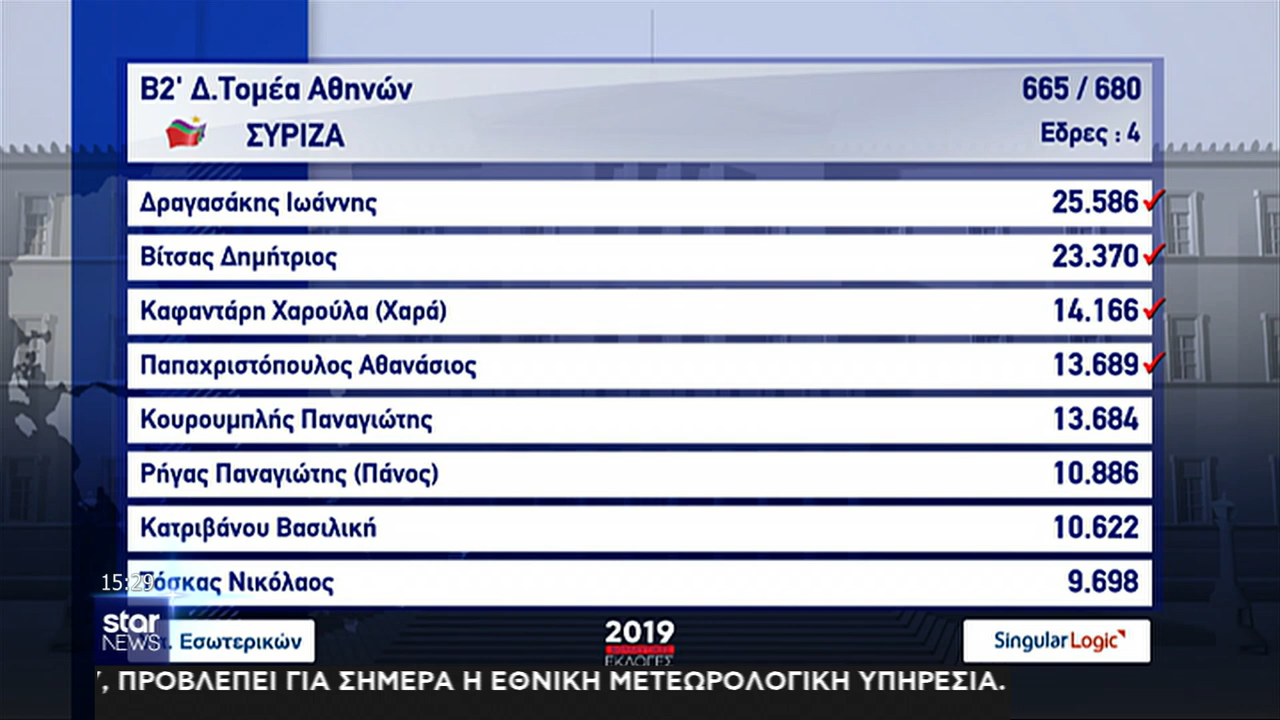 Β2' Δ.Τομέα Αθηνών 665 / 680
ΣΥΡΙΖΑ Εδρες : 4
Δραγασάκης Ιωάννης 25.586
Βίτσας Δημήτριος 23.370
Καφαντάρη Χαρούλα (Χαρά) 14.166
Παπαχριστόπουλος Αθανάσιος 13.689
Κουρουμπλής Παναγιώτης 13.684
Ρήγας Παναγιώτης (Πάνος) 10.886
Κατριβάνου Βασιλική 10.622
15:29
Τόσκας Νικόλαος 9.698
star
NEWS
Εσωτερικών
2019
ΕΚΛΟΓΕΣ
SingularLogic
, ΠΡΟΒΛΕΠΕΙ ΓΙΑ ΣΗΜΕΡΑ Η ΕΘΝΙΚΗ ΜΕΤΕΩΡΟΛΟΓΙΚΗ ΥΠΗΡΕΣΙΑ.